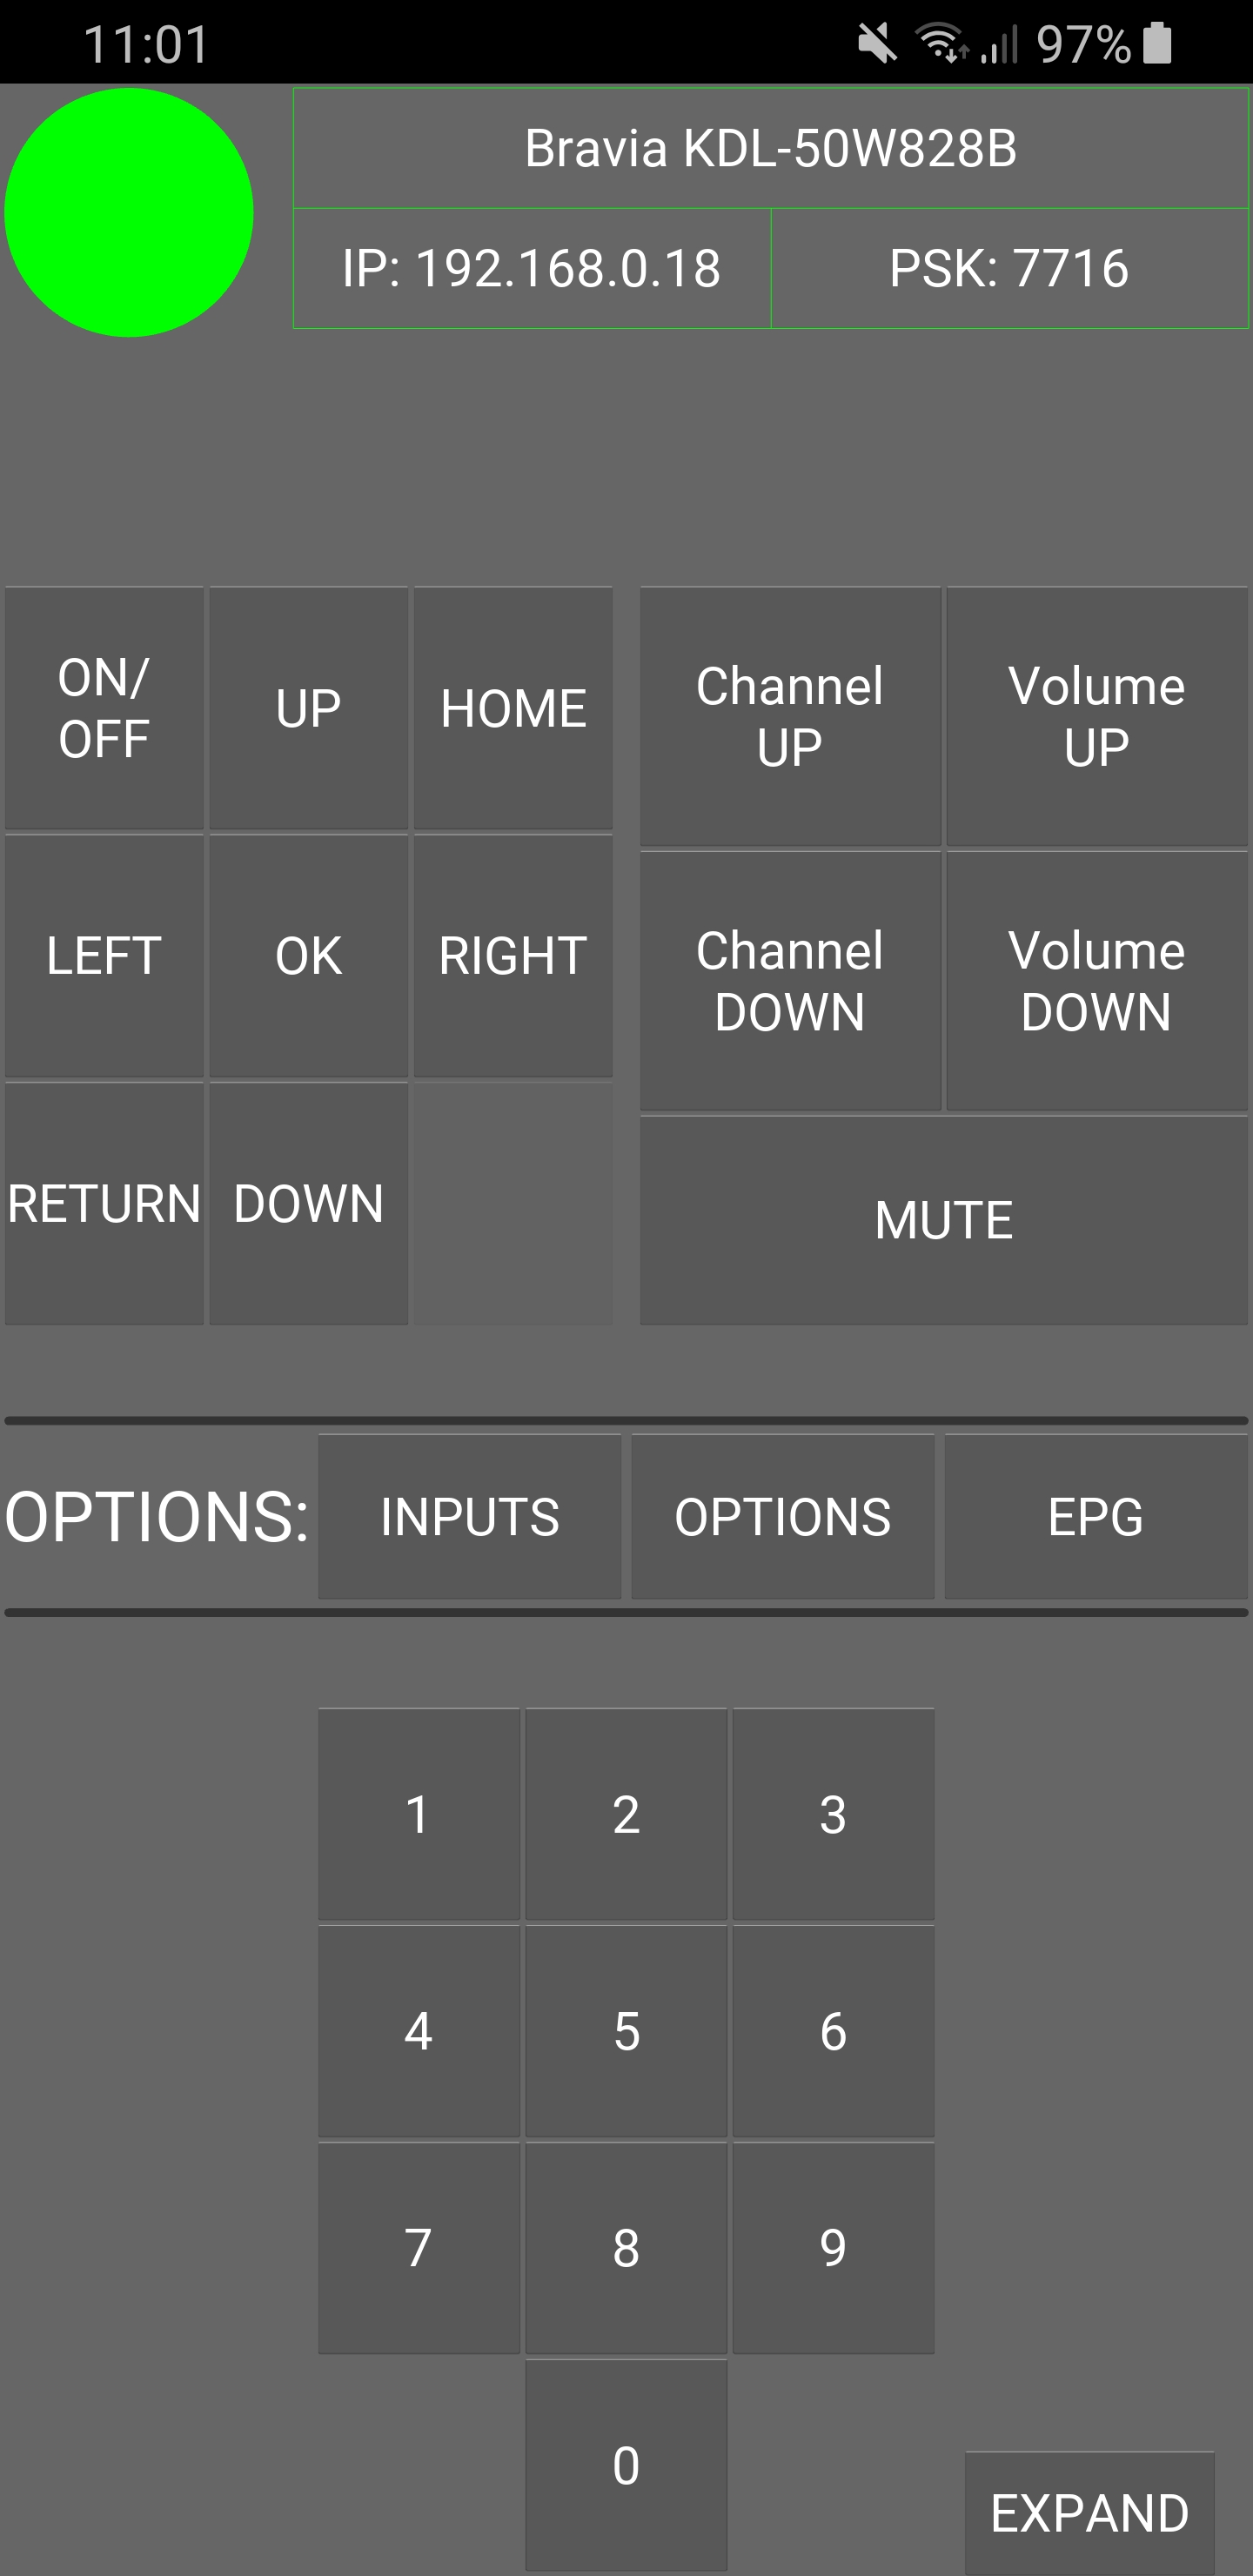 11:01 97%
Bravia KDL-50W828B
IP: 192.168.0.18 PSK: 7716
ON/
OFF
UP
HOME
Channel
UP
Volume
UP
LEFT
OK
RIGHT
Channel
DOWN
Volume
DOWN
RETURN
DOWN
MUTE
OPTIONS: INPUTS OPTIONS EPG
1 2 3
4 5 6
7 8 9
0
EXPAND